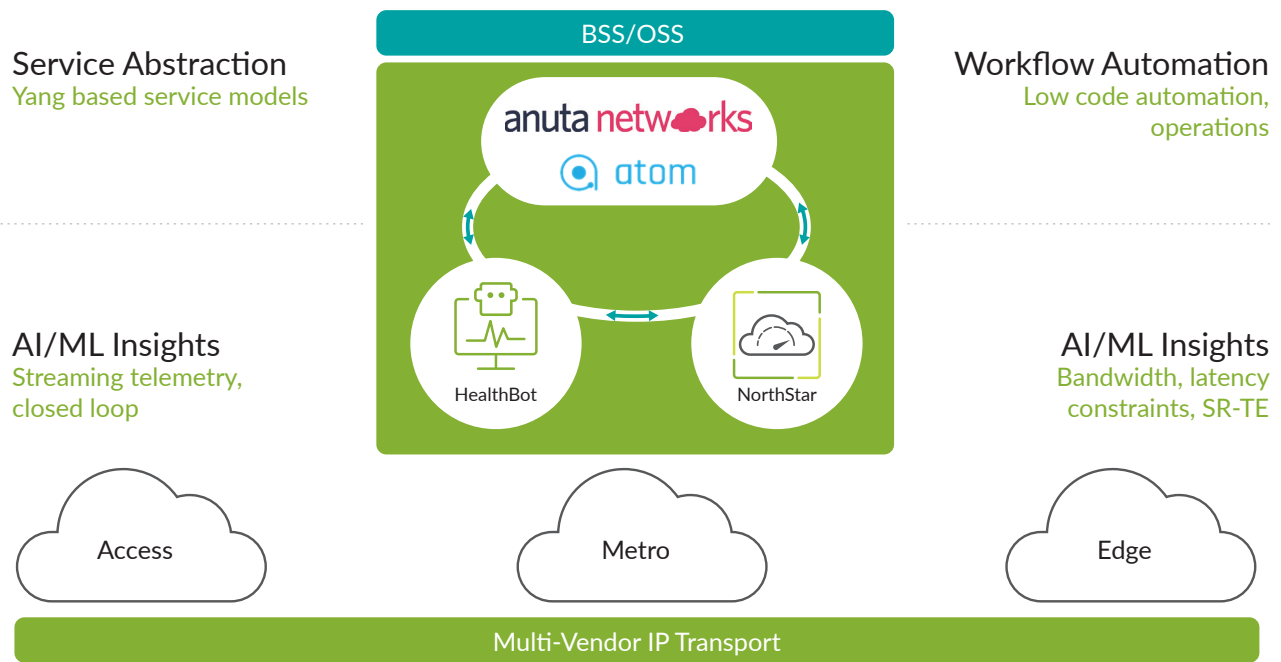 BSS/OSS
Service Abstraction
Yang based service models
anuta networks
atom
Workflow Automation
Low code automation,
operations
AI/ML Insights
Streaming telemetry,
closed loop
HealthBot
NorthStar
AI/ML Insights
Bandwidth, latency
constraints, SR-TE
Access
Metro
Edge
Multi-Vendor IP Transport